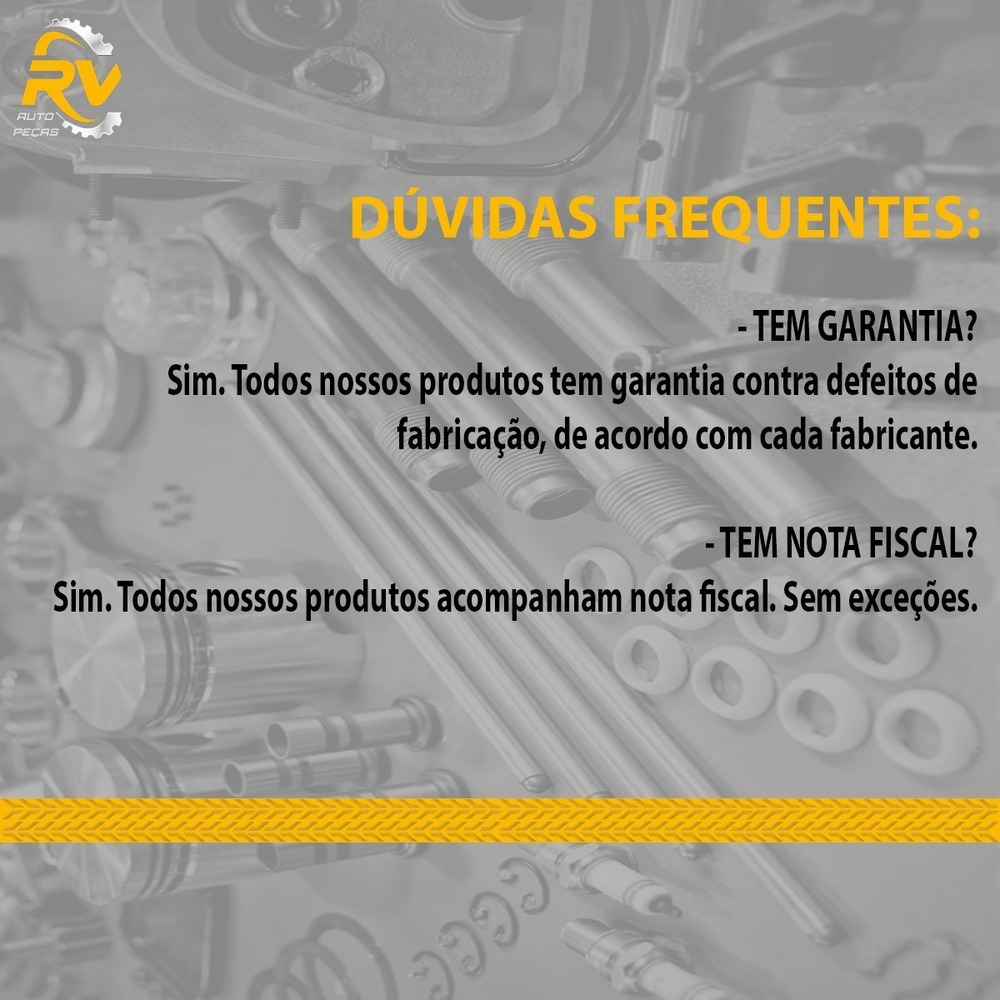 RV
AUTO
PEÇAS
DÚVIDAS FREQUENTES:
- TEM GARANTIA?
Sim. Todos nossos produtos tem garantia contra defeitos de
fabricação, de acordo com cada fabricante.
- TEM NOTA FISCAL?
Sim. Todos nossos produtos acompanham nota fiscal. Sem exceções.